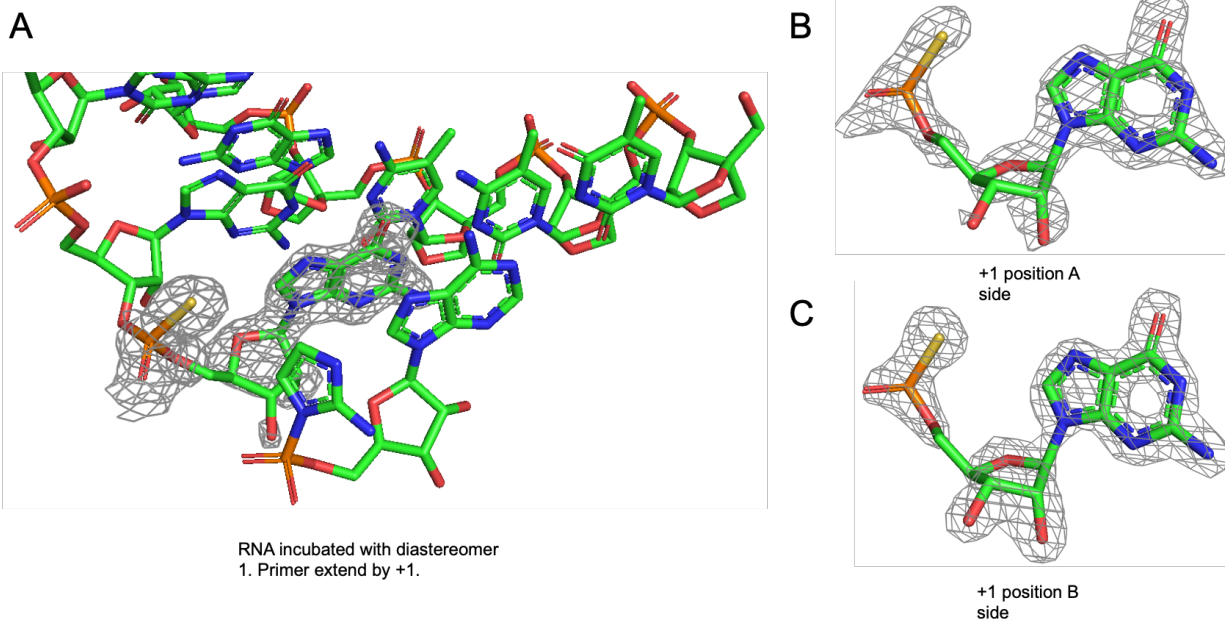 A
B
+1 position A
side
C
RNA incubated with diastereomer
1. Primer extend by +1.
+1 position B
side